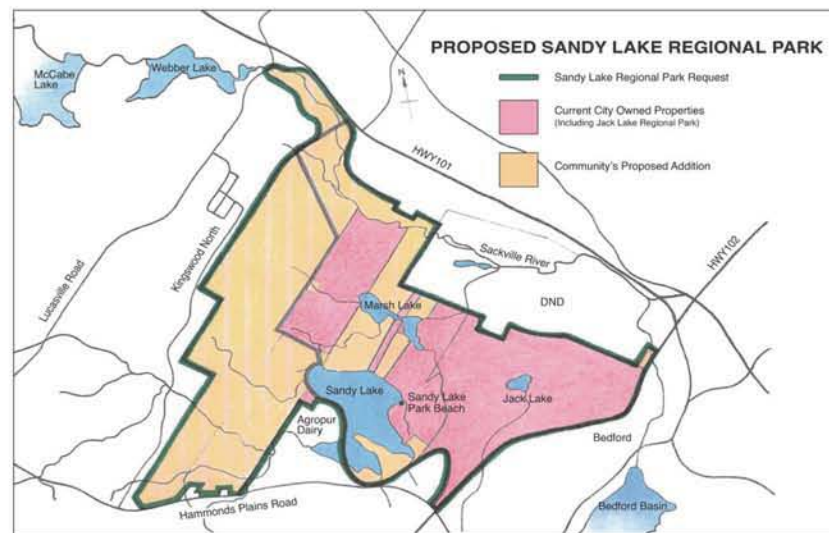 PROPOSED SANDY LAKE REGIONAL PARK
Sandy Lake Regional Park Request
Current City Owned Properties
(Including Jack Lake Regional Park)
Community's Proposed Addition
N
McCabe
Lake
Webber Lake
HWY101
HWY102
Sackville River
DND
Kingswood North
Lucasville Road
Marsh Lake
Sandy Lake
Sandy Lake
Park Beach
Jack Lake
Agropur
Dairy
Bedford
Hammonds Plains Road
Bedford Basin